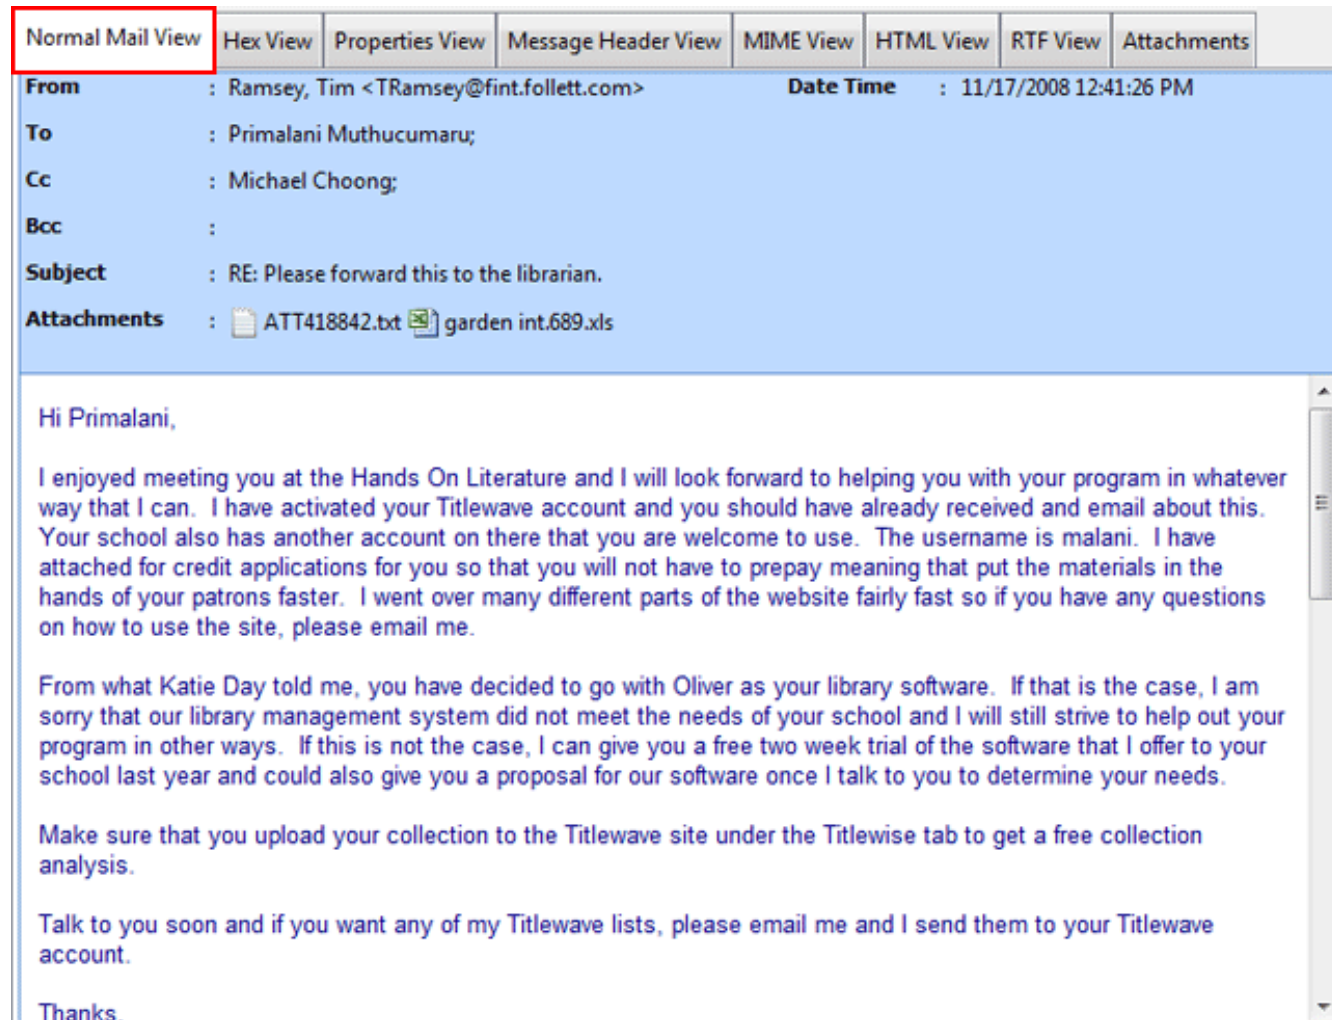 Normal Mail View Hex View Properties View Message Header View MIME View HTML View RTF View Attachments
From : Ramsey, Tim <TRamsey@fint.follett.com> Date Time : 11/17/2008 12:41:26 PM
To : Primalani Muthucumaru;
Cc : Michael Choong;
Bcc :
Subject : RE: Please forward this to the librarian.
Attachments : ATT418842.txt garden int.689.xls
Hi Primalani,
I enjoyed meeting you at the Hands On Literature and I will look forward to helping you with your program in whatever
way that I can.  I have activated your Titlewave account and you should have already received and email about this.
Your school also has another account on there that you are welcome to use.  The username is malani.  I have
attached for credit applications for you so that you will not have to prepay meaning that put the materials in the
hands of your patrons faster.  I went over many different parts of the website fairly fast so if you have any questions
on how to use the site, please email me.
From what Katie Day told me, you have decided to go with Oliver as your library software.  If that is the case, I am
sorry that our library management system did not meet the needs of your school and I will still strive to help out your
program in other ways.  If this is not the case, I can give you a free two week trial of the software that I offer to your
school last year and could also give you a proposal for our software once I talk to you to determine your needs.
Make sure that you upload your collection to the Titlewave site under the Titlewise tab to get a free collection
analysis.
Talk to you soon and if you want any of my Titlewave lists, please email me and I send them to your Titlewave
account.
Thanks,